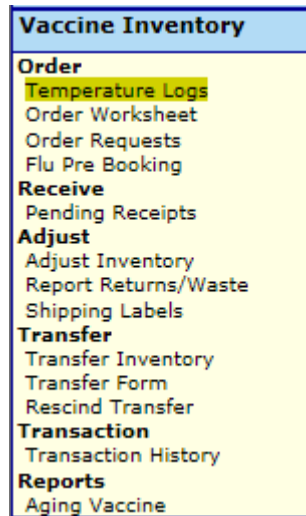 Vaccine Inventory
Order
Temperature Logs
Order Worksheet
Order Requests
Flu Pre Booking
Receive
Pending Receipts
Adjust
Adjust Inventory
Report Returns/Waste
Shipping Labels
Transfer
Transfer Inventory
Transfer Form
Rescind Transfer
Transaction
Transaction History
Reports
Aging Vaccine